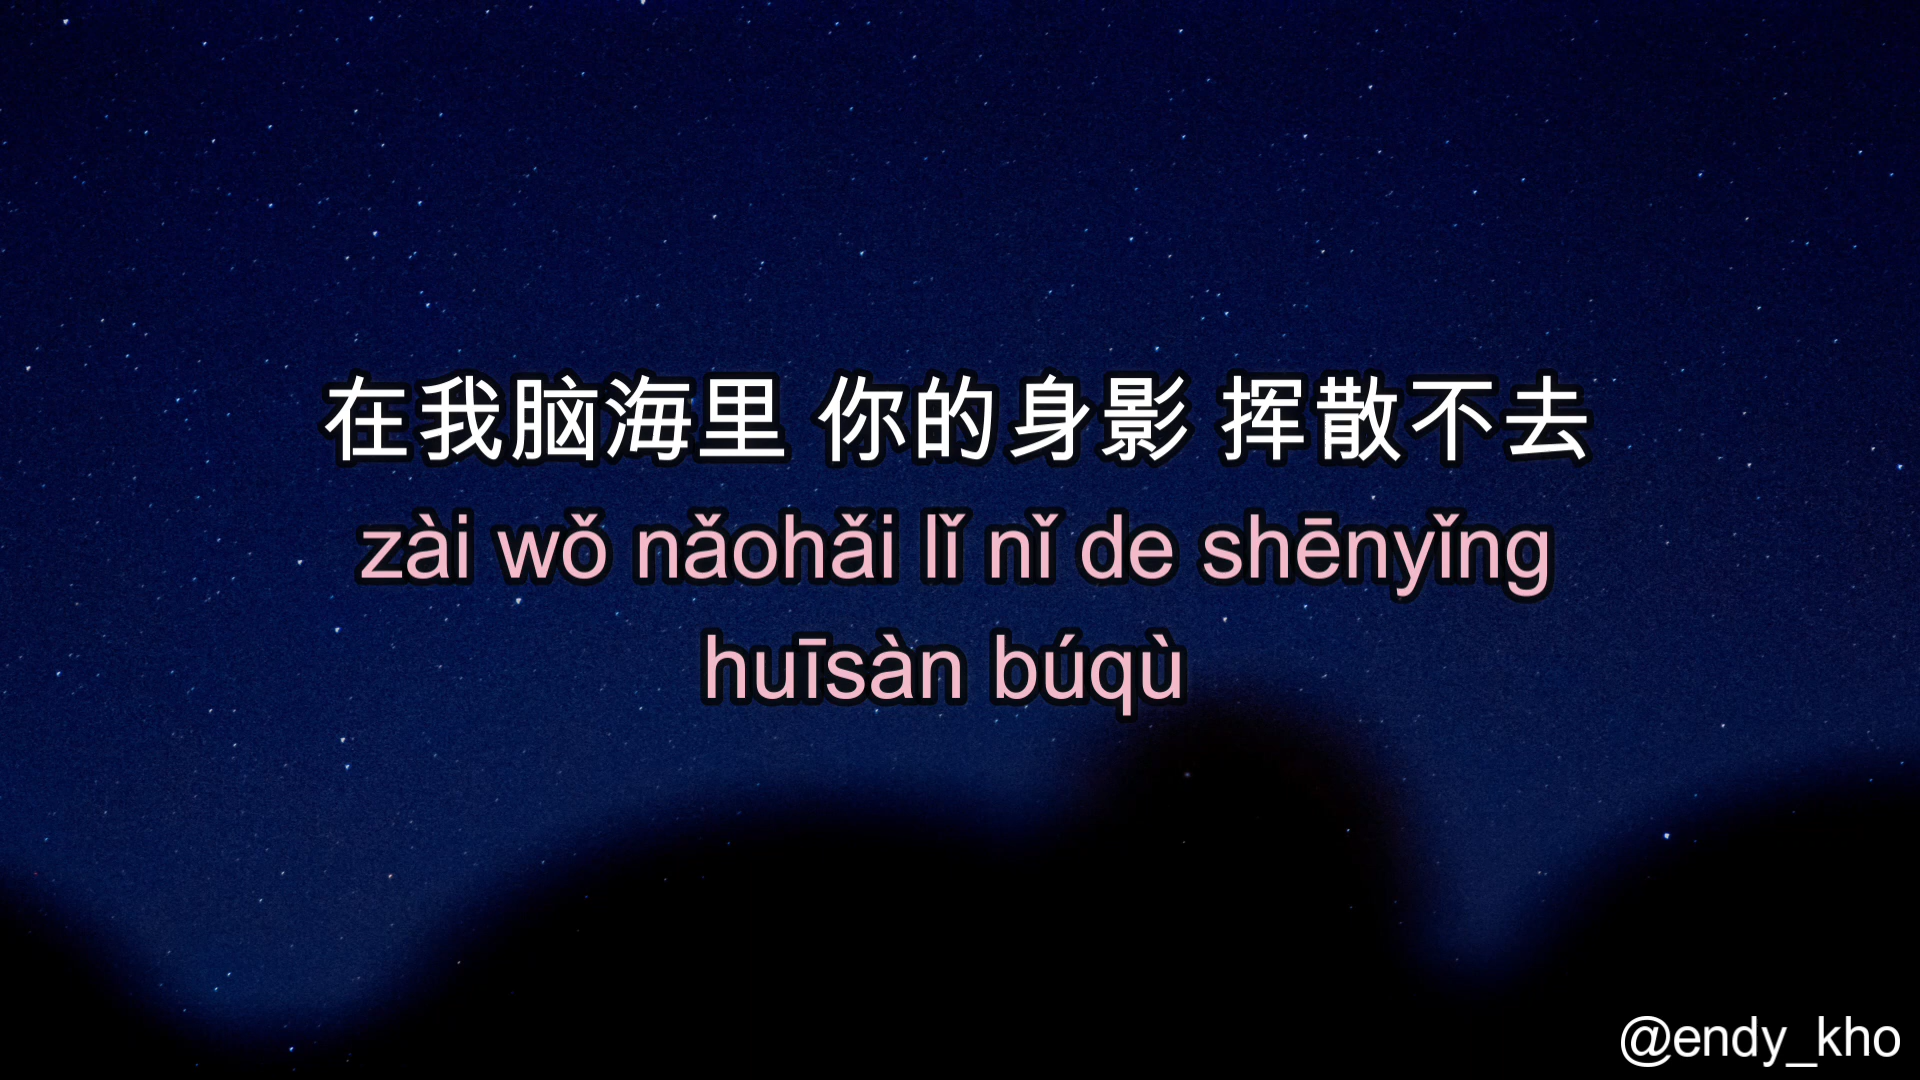 在我脑海里 你的身影 挥散不去
zài wǒ nǎohǎi lǐ nǐ de shēnyǐng
huīsàn búqù
@endy_kho